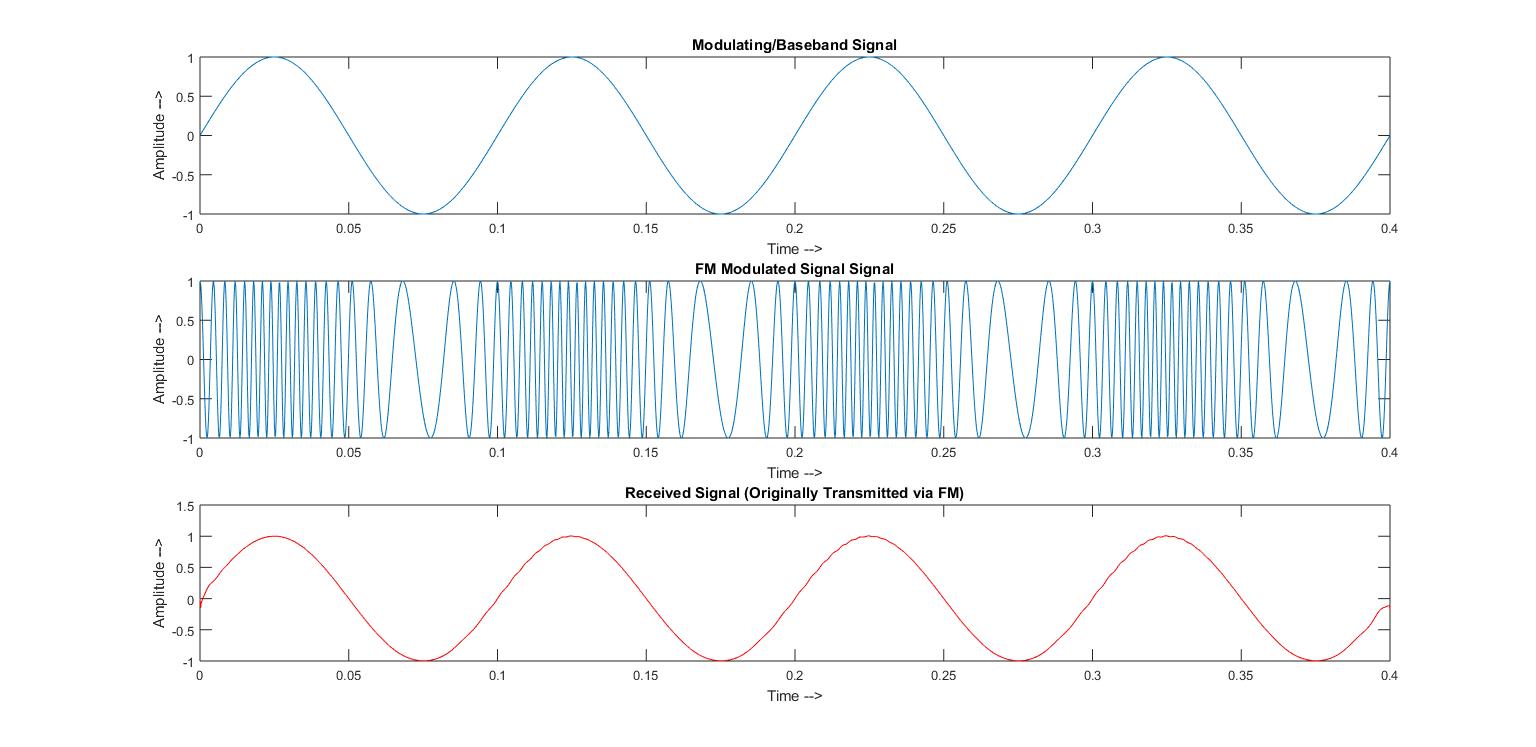 Modulating/Baseband Signal
Amplitude -->
1
0.5
0
-0.5
-1
0 0.05 0.1 0.15 0.2 0.25 0.3 0.35 0.4
Time -->
FM Modulated Signal Signal
Amplitude -->
1
0.5
0
-0.5
-1
0 0.05 0.1 0.15 0.2 0.25 0.3 0.35 0.4
Time -->
Received Signal (Originally Transmitted via FM)
Amplitude -->
1.5
1
0.5
0
-0.5
-1
0 0.05 0.1 0.15 0.2 0.25 0.3 0.35 0.4
Time -->